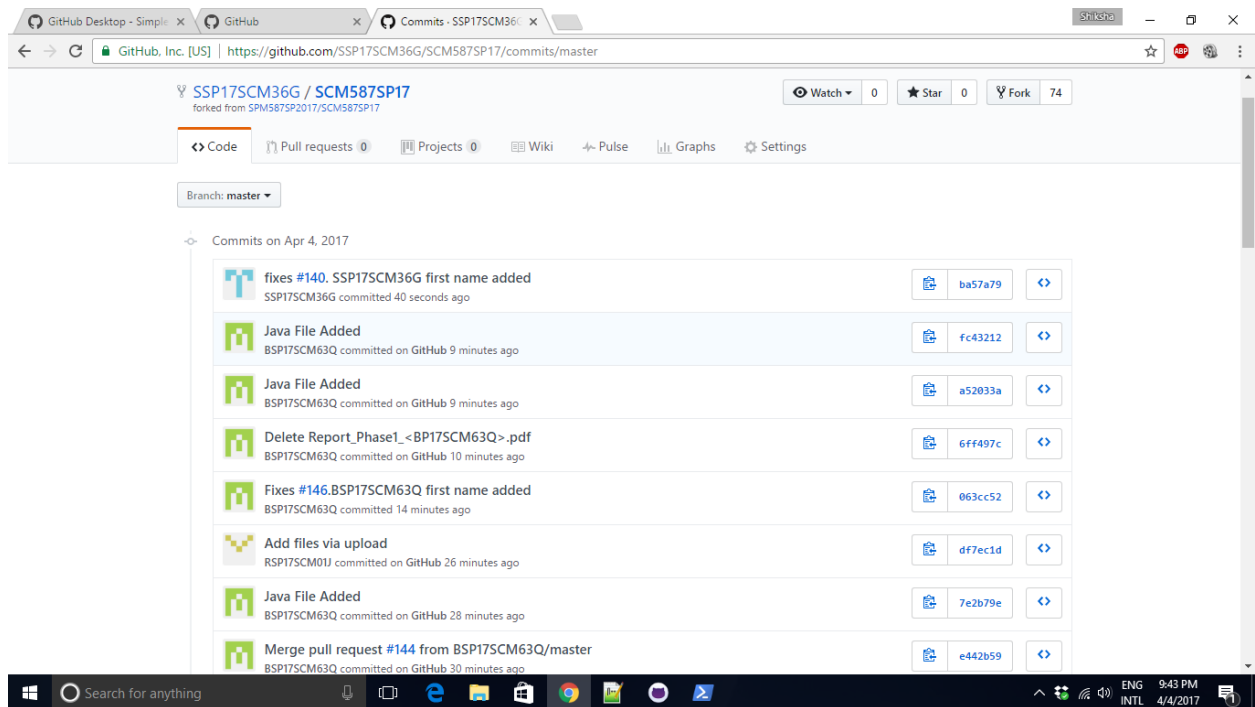 GitHub Desktop - Simple
GitHub
Commits · SSP17SCM36G
Shiksha
GitHub, Inc. [US] | https://github.com/SSP17SCM36G/SCM587SP17/commits/master
ABP
SSP17SCM36G / SCM587SP17
forked from SPM587SP2017/SCM587SP17
Watch 0 Star 0 Fork 74
Code Pull requests 0 Projects 0 Wiki Pulse Graphs Settings
Branch: master
Commits on Apr 4, 2017
fixes #140. SSP17SCM36G first name added
SSP17SCM36G committed 40 seconds ago
ba57a79
Java File Added
BSP17SCM63Q committed on GitHub 9 minutes ago
fc43212
Java File Added
BSP17SCM63Q committed on GitHub 9 minutes ago
a52033a
Delete Report_Phase1_<BP17SCM63Q>.pdf
BSP17SCM63Q committed on GitHub 10 minutes ago
6ff497c
Fixes #146.BSP17SCM63Q first name added
BSP17SCM63Q committed 14 minutes ago
063cc52
Add files via upload
RSP17SCM01J committed on GitHub 26 minutes ago
df7ec1d
Java File Added
BSP17SCM63Q committed on GitHub 28 minutes ago
7e2b79e
Merge pull request #144 from BSP17SCM63Q/master
BSP17SCM63Q committed on GitHub 30 minutes ago
e442b59
Search for anything
ENG
INTL
9:43 PM
4/4/2017
1